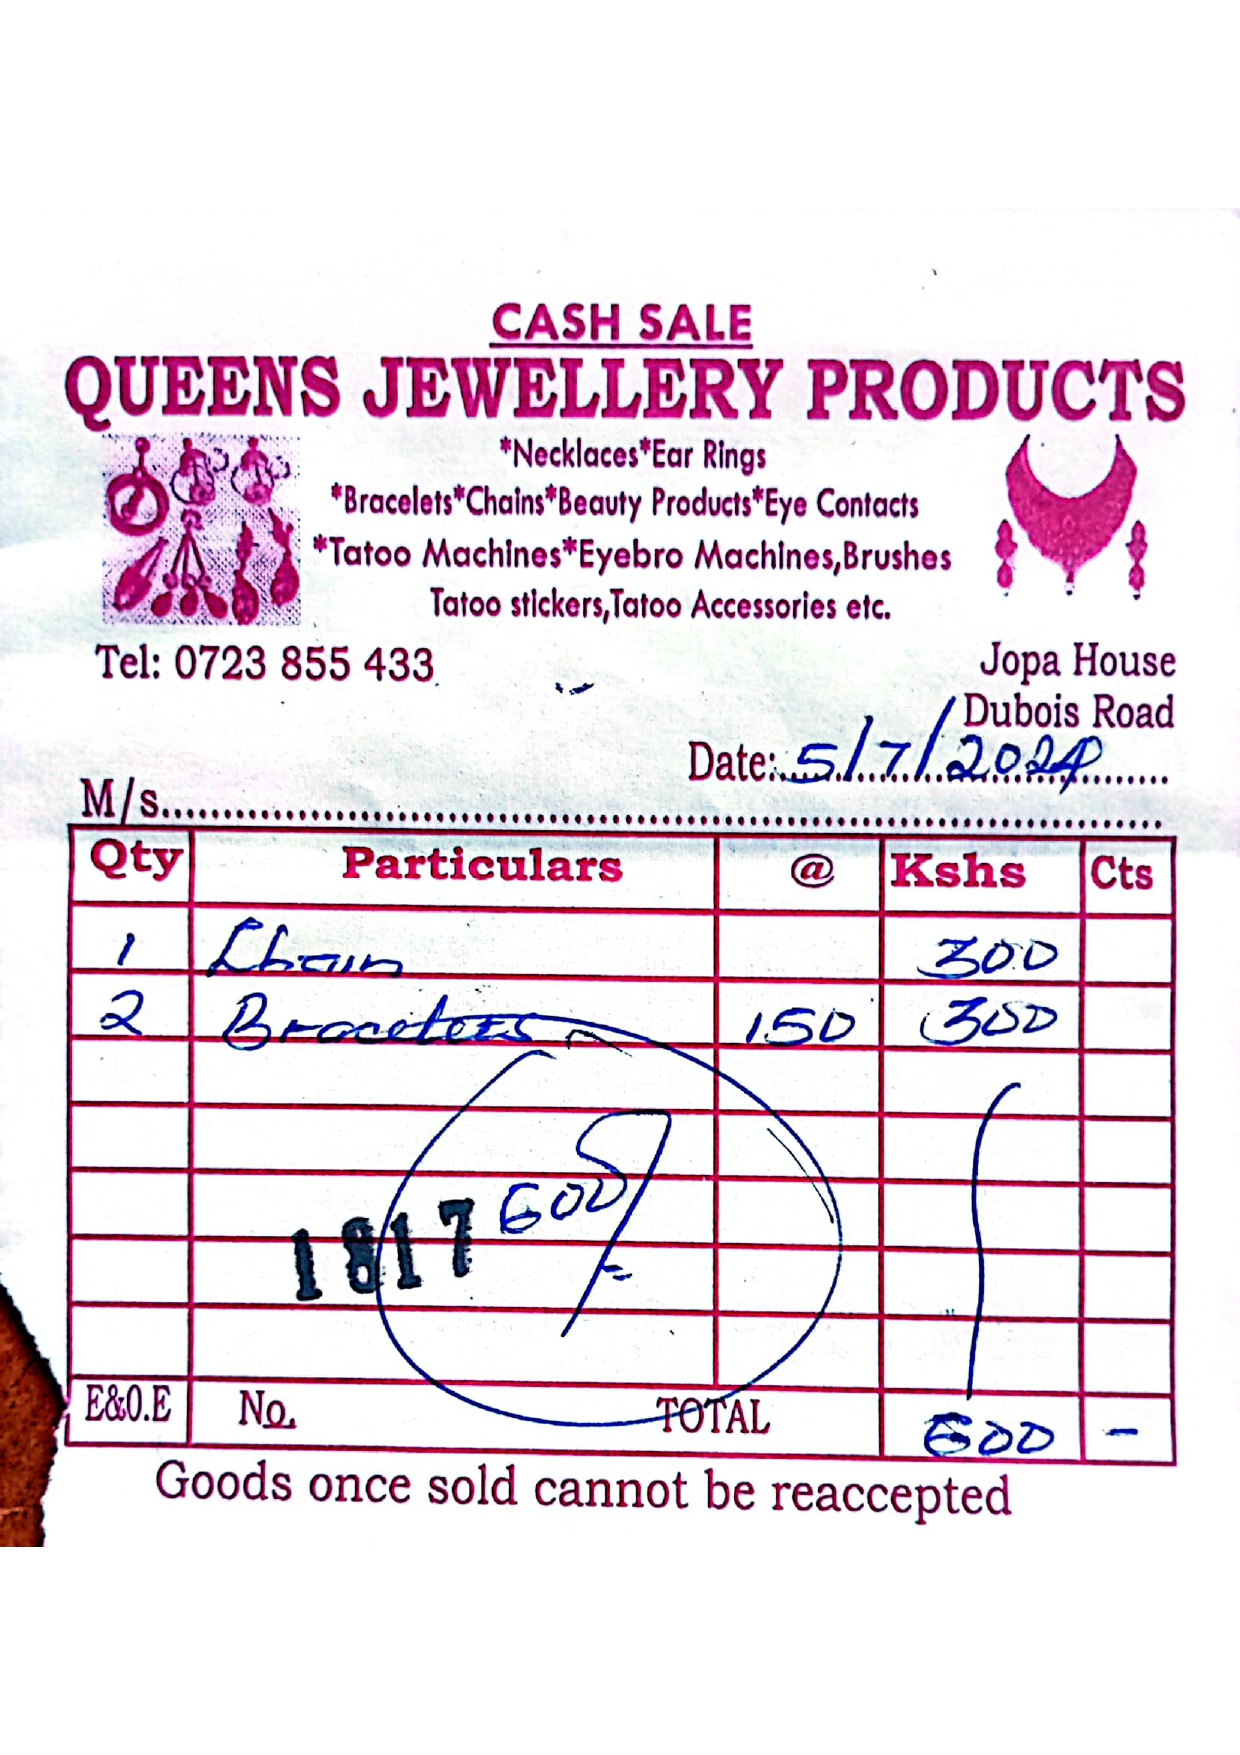 CASH SALE
QUEENS JEWELLERY PRODUCTS
*Necklaces*Ear Rings
*Bracelets*Chains*Beauty Products*Eye Contacts
*Tatoo Machines*Eyebro Machines,Brushes
Tatoo stickers,Tatoo Accessories etc.
Tel: 0723 855 433
Jopa House
Dubois Road
Date: 5/7/2024
M/s
Qty Particulars @ Kshs Cts
1 Chain 300
2 Bracelets 150 300
600/=
1817
E&O.E No. TOTAL 600 -
Goods once sold cannot be reaccepted